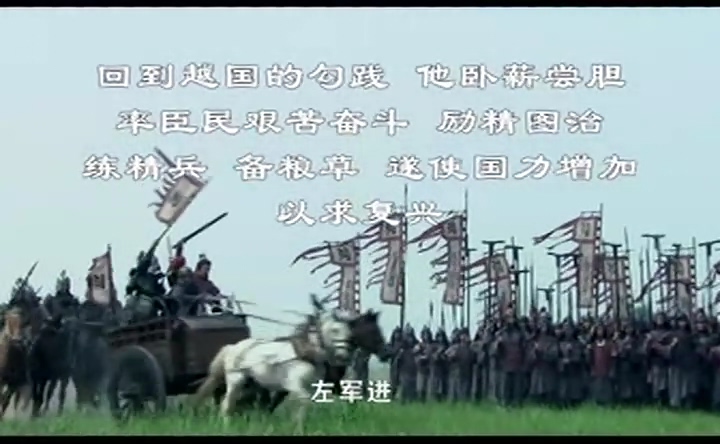 回到越国的勾践 他卧薪尝胆
率臣民艰苦奋斗 励精图治
练精兵 备粮草 遂使国力增加
以求复兴
左军进